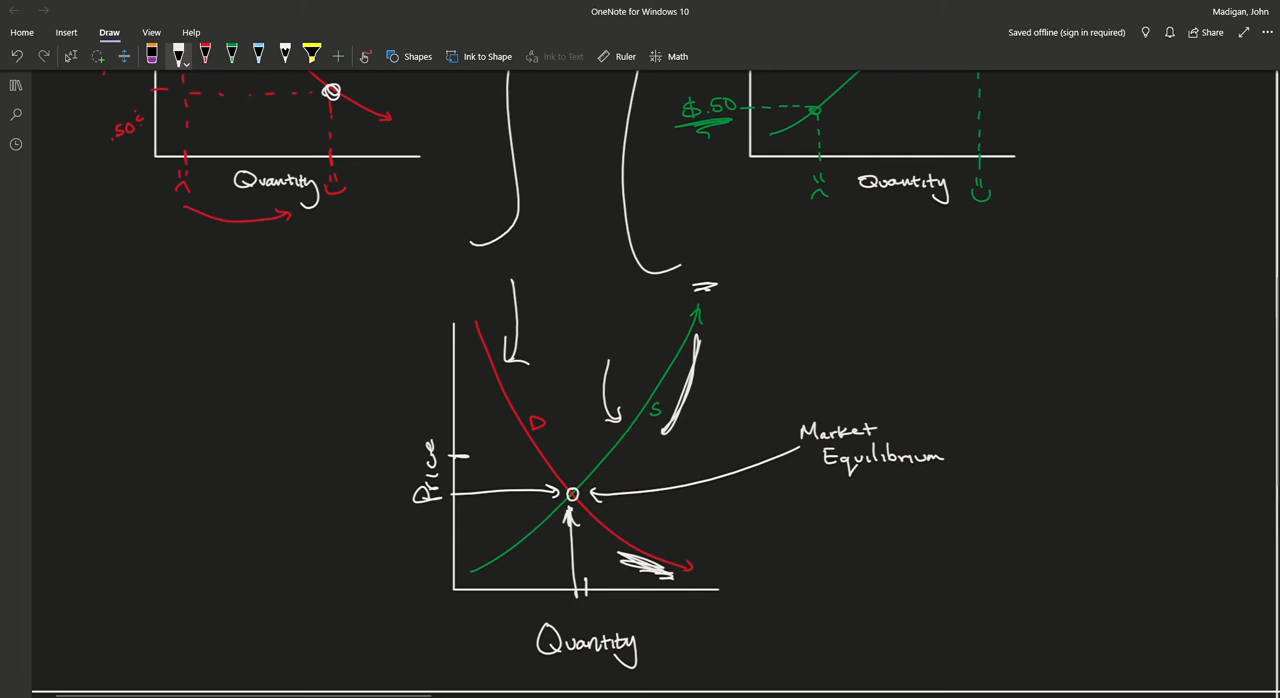 OneNote for Windows 10
Madigan, John
Home Insert Draw View Help
Saved offline (sign in required)
Share
Shapes
Ink to Shape
Ink to Text
Ruler
Math
.50¢
Quantity
$.50
Quantity
D
S
Market
Equilibrium
Price
Quantity